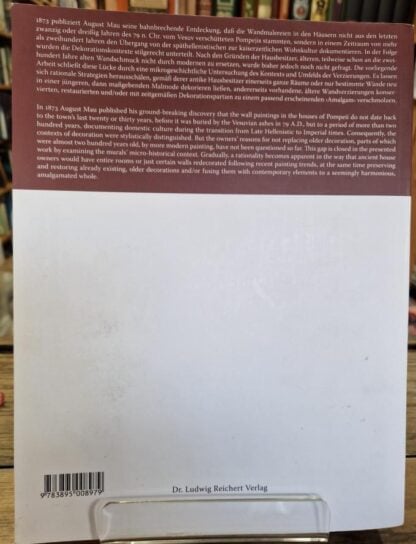 1873 publiziert August Mau seine bahnbrechende Entdeckung, daß die Wandmalereien in den Häusern nicht aus den letzten
zwanzig oder dreißig Jahren des 79 n. Chr. vom Vesuv verschütteten Pompejis stammten, sondern in einem Zeitraum von mehr
als zweihundert Jahren den Übergang von der späthellenistischen zur kaiserzeitlichen Wohnkultur dokumentieren. In der Folge
wurden die Dekorationskontexte stilgerecht unterteilt. Nach den Gründen der Hausbesitzer, älteren, teilweise schon an die zwei-
hundert Jahre alten Wandschmuck nicht durch modernen zu ersetzen, wurde bisher jedoch noch nicht gefragt. Die vorliegende
Arbeit schließt diese Lücke durch eine mikrogeschichtliche Untersuchung des Kontexts und Umfelds der Verzierungen. Es lassen
sich rationale Strategien herausschälen, gemäß derer antike Hausbesitzer einerseits ganze Räume oder nur bestimmte Wände neu
in einer jüngeren, dann maßgebenden Malmode dekorieren ließen, andererseits vorhandene, ältere Wandverzierungen konser-
vierten, restaurierten und/oder mit zeitgemäßen Dekorationspartien zu einem passend erscheinenden ›Amalgam‹ verschmolzen.
In 1873 August Mau published his ground-breaking discovery that the wall paintings in the houses of Pompeii do not date back
to the town's last twenty or thirty years, before it was buried by the Vesuvian ashes in 79 A.D., but to a period of more than two
hundred years, documenting domestic culture during the transition from Late Hellenistic to Imperial times. Consequently, the
contexts of decoration were stylistically distinguished. But the owners' reasons for not replacing older decoration, parts of which
were almost two hundred years old, by more modern painting, have not been questioned so far. This gap is closed in the presented
work by examining the murals' micro-historical context. Gradually, a rationality becomes apparent in the way that ancient house
owners would have entire rooms or just certain walls redecorated following recent painting trends, at the same time preserving
and restoring already existing, older decorations and/or fusing them with contemporary elements to a seemingly harmonious,
amalgamated whole.
9 783895 008979
Dr. Ludwig Reichert Verlag